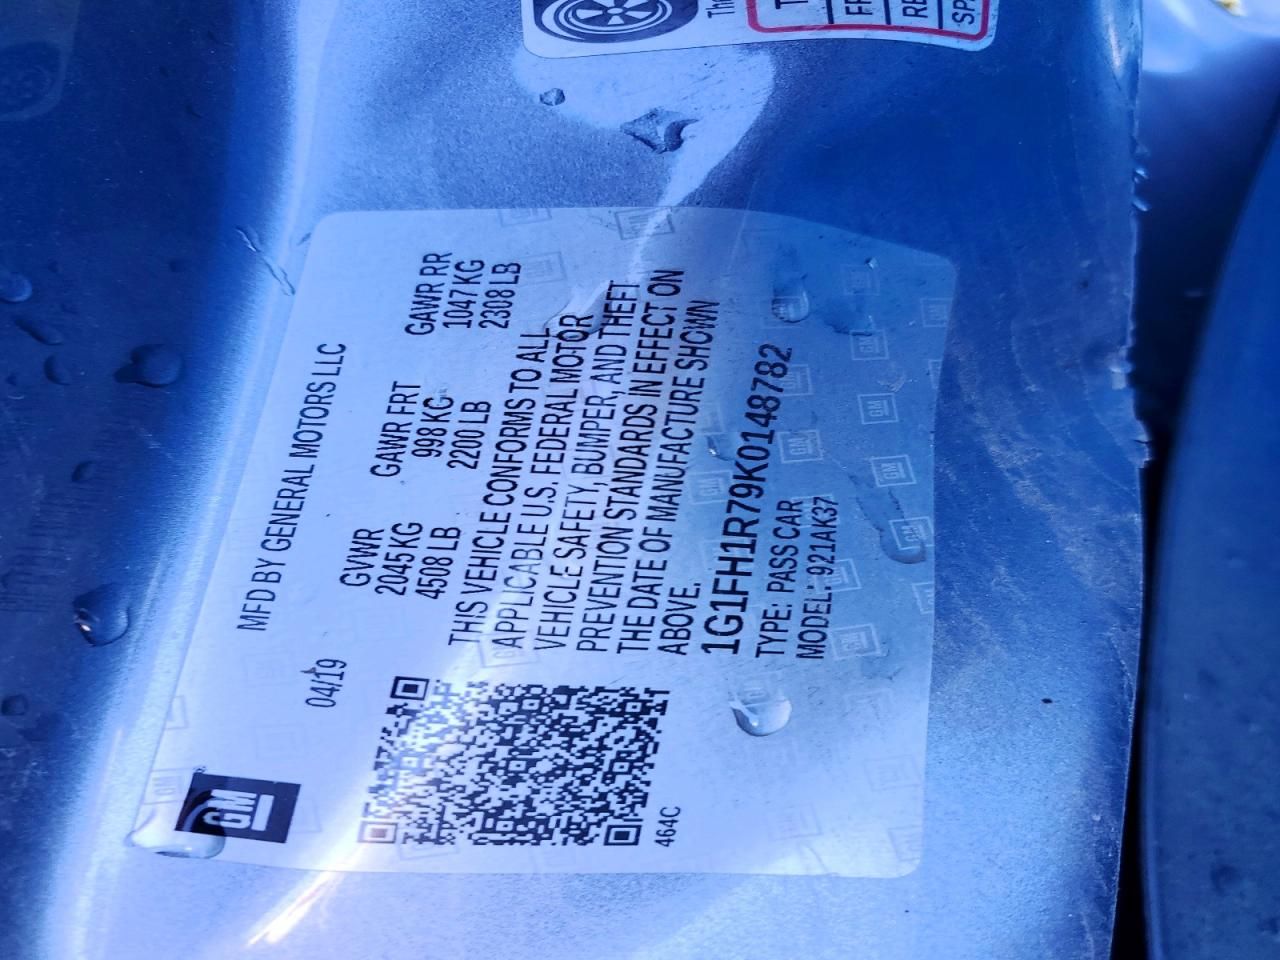 MFD BY GENERAL MOTORS LLC
04/19
GVWR GAWR FRT GAWR RR
2045 KG 998 KG 1047 KG
4508 LB 2200 LB 2308 LB
THIS VEHICLE CONFORMS TO ALL
APPLICABLE U.S. FEDERAL MOTOR
VEHICLE SAFETY, BUMPER, AND THEFT
PREVENTION STANDARDS IN EFFECT ON
THE DATE OF MANUFACTURE SHOWN
ABOVE.
1G1FH1R79K0148782
TYPE: PASS CAR
MODEL: 921AK37
GM
464C